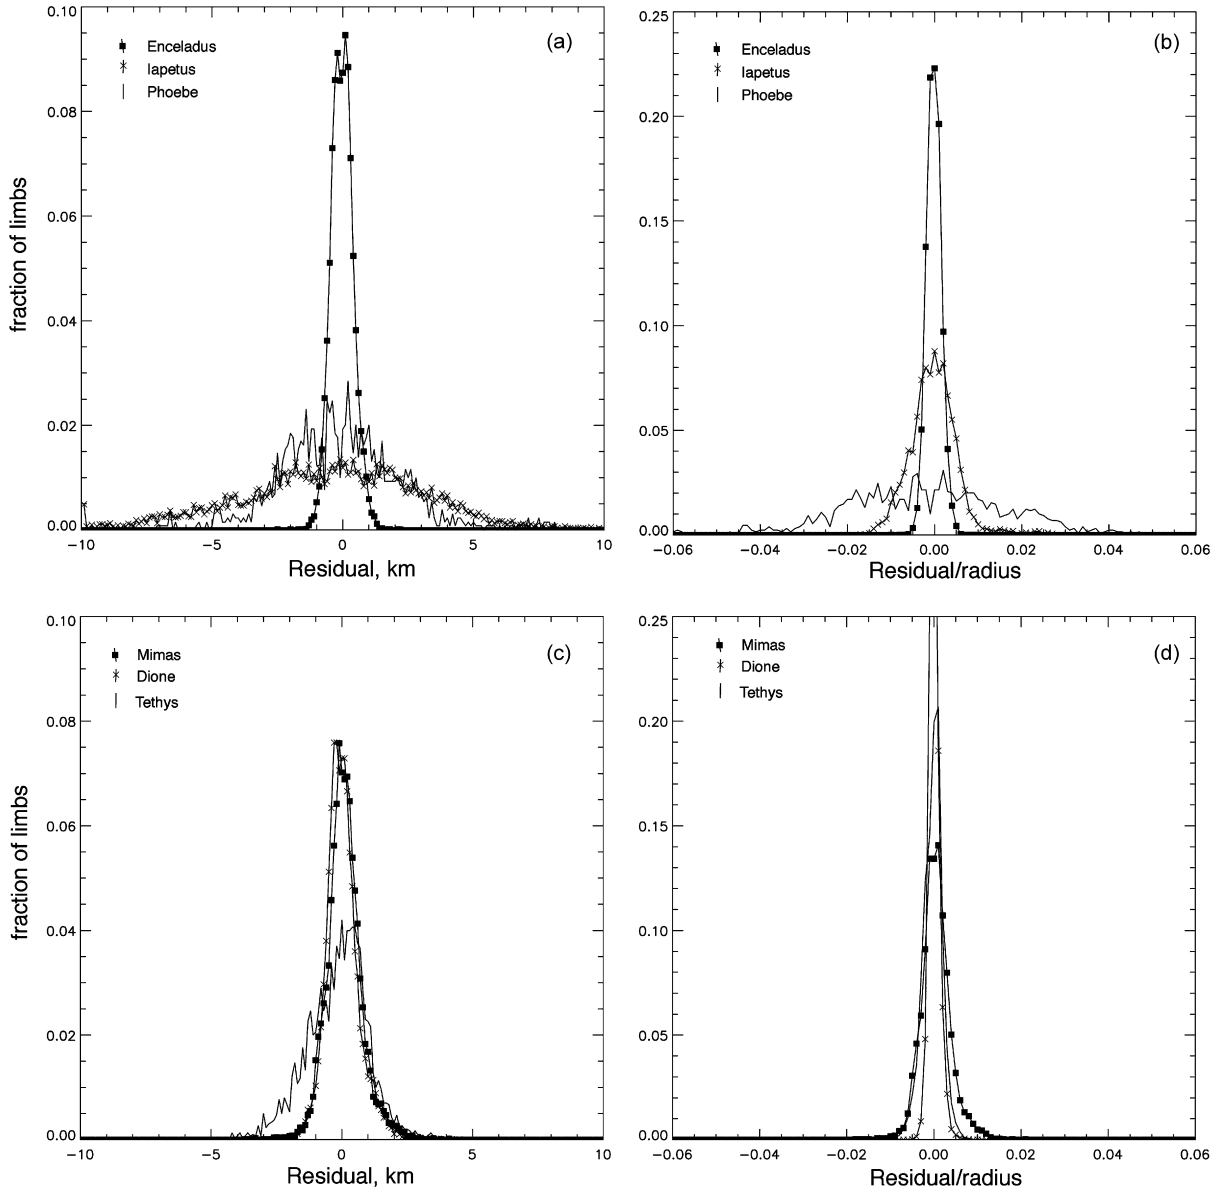 (a)
Enceladus
Iapetus
Phoebe
0.10
0.08
0.06
0.04
0.02
0.00
fraction of limbs
−10 −5 0 5 10
Residual, km
(b)
Enceladus
Iapetus
Phoebe
0.25
0.20
0.15
0.10
0.05
0.00
−0.06 −0.04 −0.02 0.00 0.02 0.04 0.06
Residual/radius
(c)
Mimas
Dione
Tethys
0.10
0.08
0.06
0.04
0.02
0.00
fraction of limbs
−10 −5 0 5 10
Residual, km
(d)
Mimas
Dione
Tethys
0.25
0.20
0.15
0.10
0.05
0.00
−0.06 −0.04 −0.02 0.00 0.02 0.04 0.06
Residual/radius